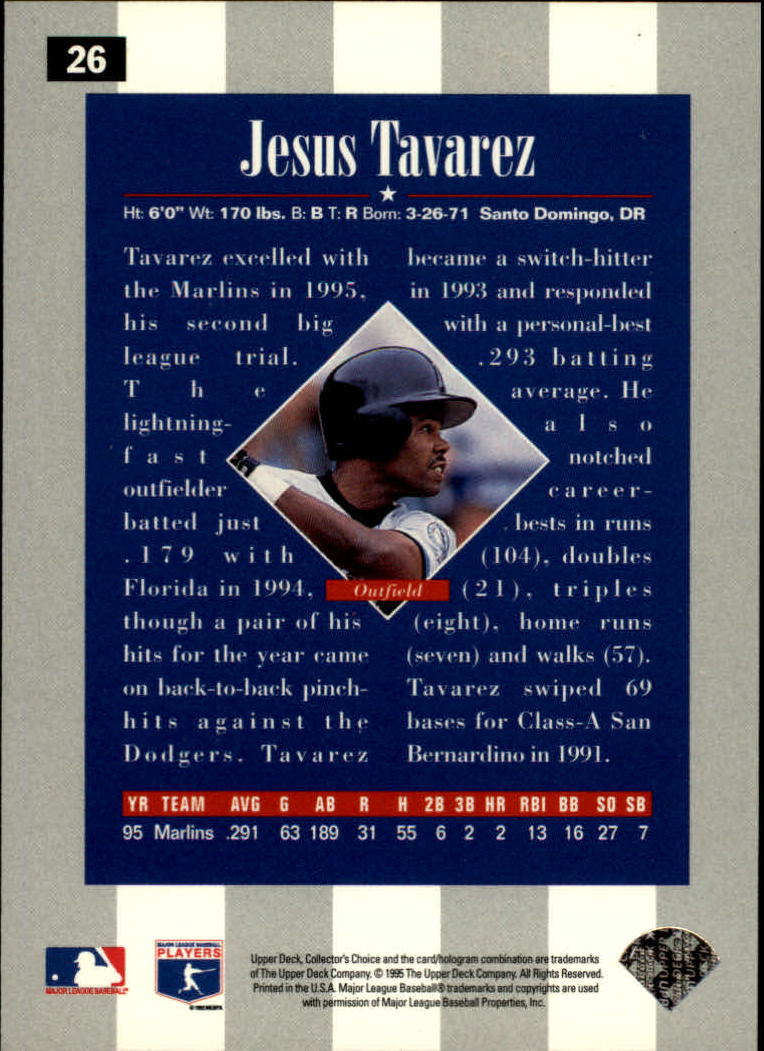 26
Jesus Tavarez
Ht: 6'0" Wt: 170 lbs. B: B T: R Born: 3-26-71 Santo Domingo, DR
Tavarez excelled with
the Marlins in 1995,
his second big
league trial.
The
lightning-
fast
outfielder
batted just
.179 with
Florida in 1994,
though a pair of his
hits for the year came
on back-to-back pinch-
hits against the
Dodgers. Tavarez
became a switch-hitter
in 1993 and responded
with a personal-best
.293 batting
average. He
also
notched
career-
bests in runs
(104), doubles
(21), triples
(eight), home runs
(seven) and walks (57).
Tavarez swiped 69
bases for Class-A San
Bernardino in 1991.
Outfield
YR TEAM AVG G AB R H 2B 3B HR RBI BB SO SB
95 Marlins .291 63 189 31 55 6 2 2 13 16 27 7
MAJOR LEAGUE BASEBALL
MAJOR LEAGUE BASEBALL
PLAYERS
Upper Deck, Collector's Choice and the card/hologram combination are trademarks
of The Upper Deck Company. © 1995 The Upper Deck Company. All Rights Reserved.
Printed in the U.S.A. Major League Baseball® trademarks and copyrights are used
with permission of Major League Baseball Properties, Inc.